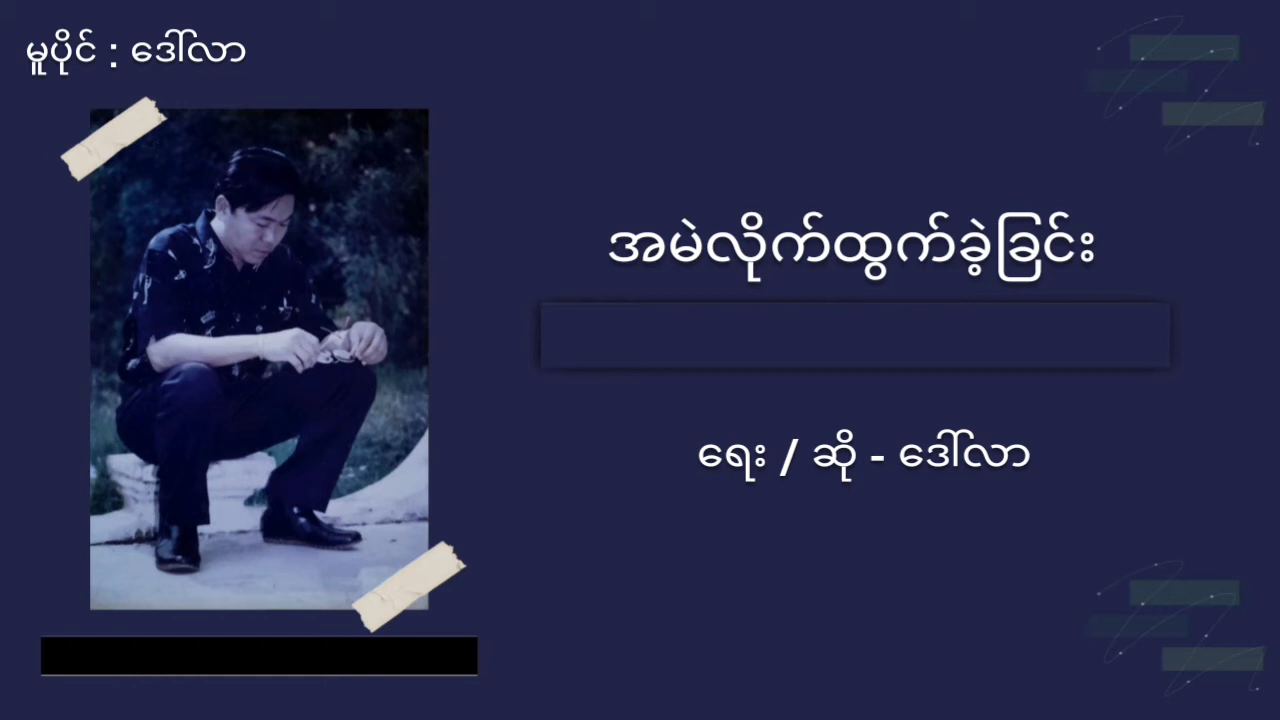 မူပိုင် : ဒေါ်လာ
အမဲလိုက်ထွက်ခဲ့ခြင်း
ရေး / ဆို - ဒေါ်လာ